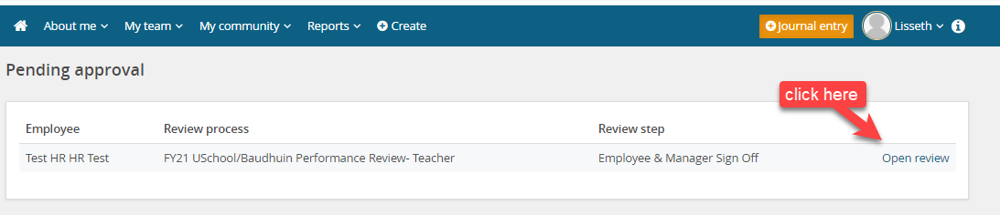 About me My team My community Reports Create Journal entry Lisseth
Pending approval
click here
Employee Review process Review step
Test HR HR Test FY21 USchool/Baudhuin Performance Review- Teacher Employee & Manager Sign Off Open review